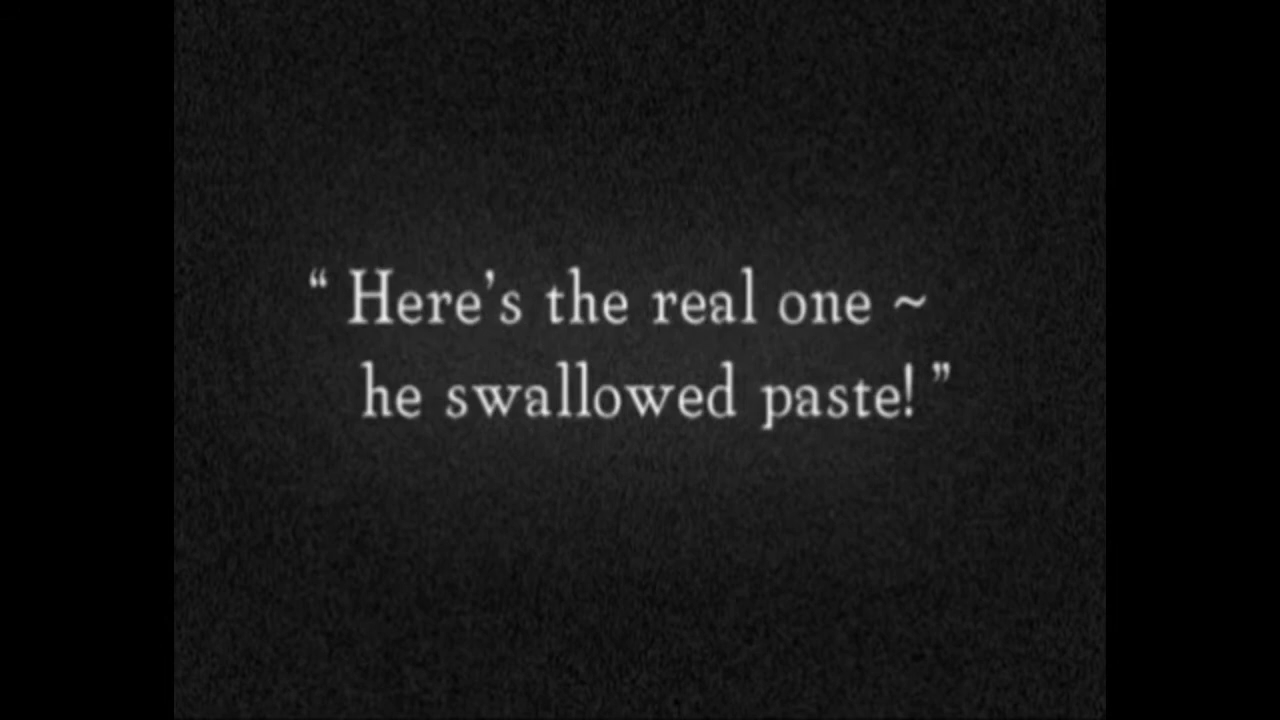 “ Here’s the real one ~
he swallowed paste! ”